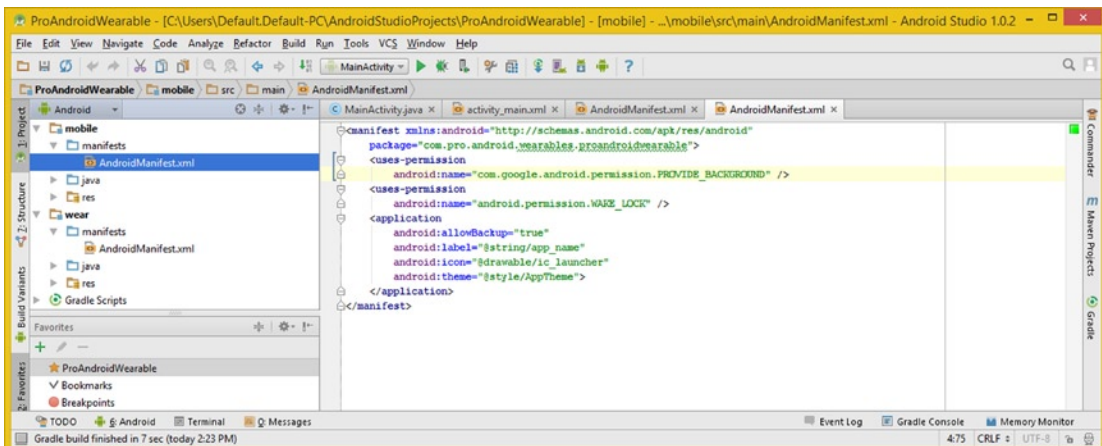 ProAndroidWearable - [C:\Users\Default.Default-PC\AndroidStudioProjects\ProAndroidWearable] - [mobile] - ...\mobile\src\main\AndroidManifest.xml - Android Studio 1.0.2
File Edit View Navigate Code Analyze Refactor Build Run Tools VCS Window Help
MainActivity
ProAndroidWearable mobile src main AndroidManifest.xml
1: Project
Z: Structure
Build Variants
2: Favorites
Android
mobile
manifests
AndroidManifest.xml
java
res
wear
manifests
AndroidManifest.xml
java
res
Gradle Scripts
Favorites
ProAndroidWearable
Bookmarks
Breakpoints
MainActivity.java activity_main.xml AndroidManifest.xml AndroidManifest.xml
<manifest xmlns:android="http://schemas.android.com/apk/res/android"
package="com.pro.android.wearables.proandroidwearable">
<uses-permission
android:name="com.google.android.permission.PROVIDE_BACKGROUND" />
<uses-permission
android:name="android.permission.WAKE_LOCK" />
<application
android:allowBackup="true"
android:label="@string/app_name"
android:icon="@drawable/ic_launcher"
android:theme="@style/AppTheme">
</application>
</manifest>
Commander
Maven Projects
Gradle
TODO 6: Android Terminal 0: Messages Event Log Gradle Console Memory Monitor
Gradle build finished in 7 sec (today 2:23 PM) 4:75 CRLF UTF-8